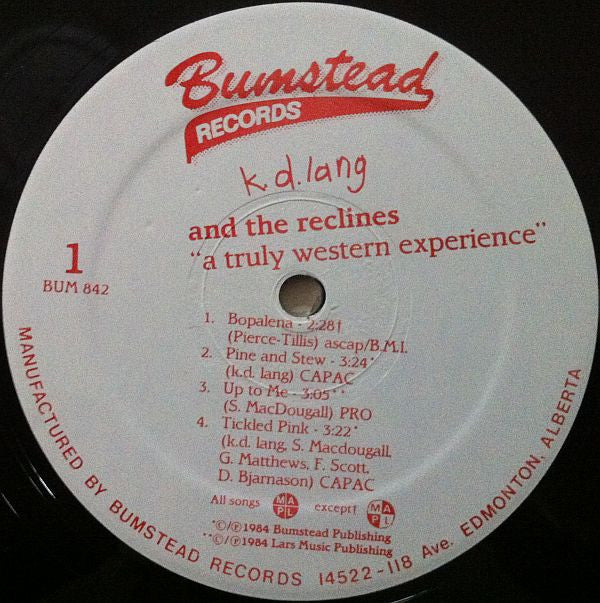 Bumstead
RECORDS
k.d. lang
and the reclines
"a truly western experience"
1
BUM 842
1. Bopalena - 2:28†
(Pierce-Tillis) ascap/B.M.I.
2. Pine and Stew - 3:24*
(k.d. lang) CAPAC
3. Up to Me - 3:05**
(S. MacDougall) PRO
4. Tickled Pink - 3:22*
(k.d. lang, S. Macdougall,
G. Matthews, F. Scott,
D. Bjarnason) CAPAC
All songs MAPL except† MAPL
*©/℗1984 Bumstead Publishing
**©/℗1984 Lars Music Publishing
MANUFACTURED BY BUMSTEAD RECORDS 14522-118 Ave. EDMONTON, ALBERTA